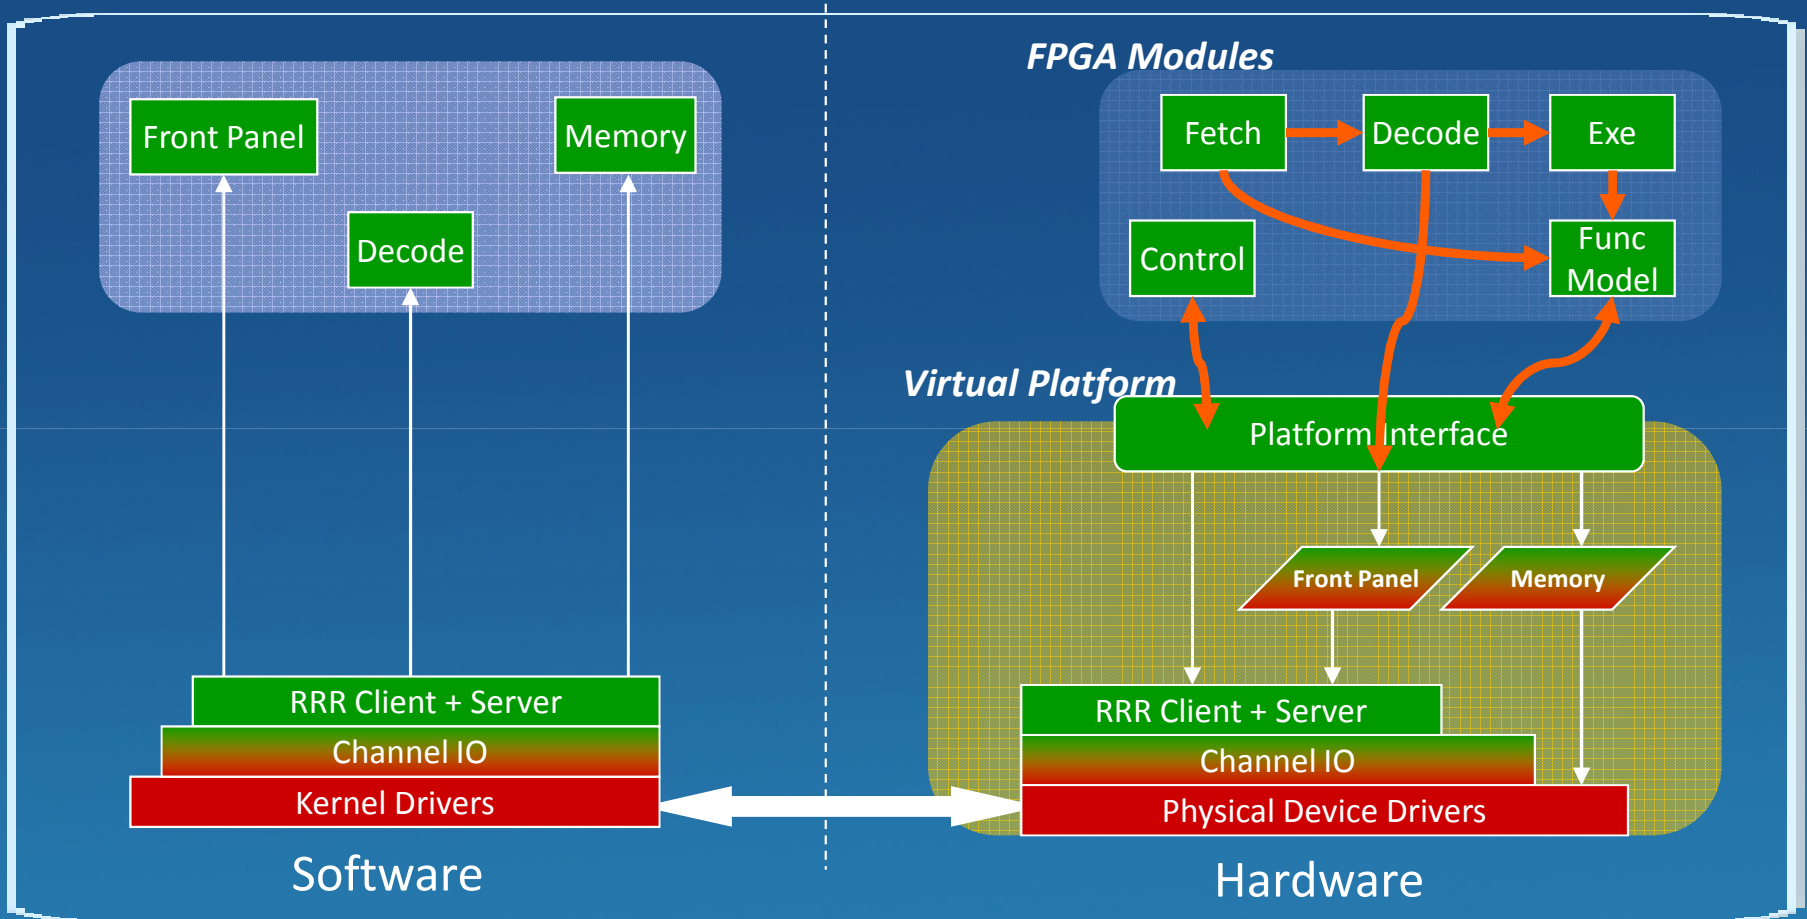 FPGA Modules
Front Panel
Memory
Decode
Fetch
Decode
Exe
Control
Func
Model
Virtual Platform
Platform Interface
Front Panel
Memory
RRR Client + Server
Channel IO
Kernel Drivers
RRR Client + Server
Channel IO
Physical Device Drivers
Software
Hardware